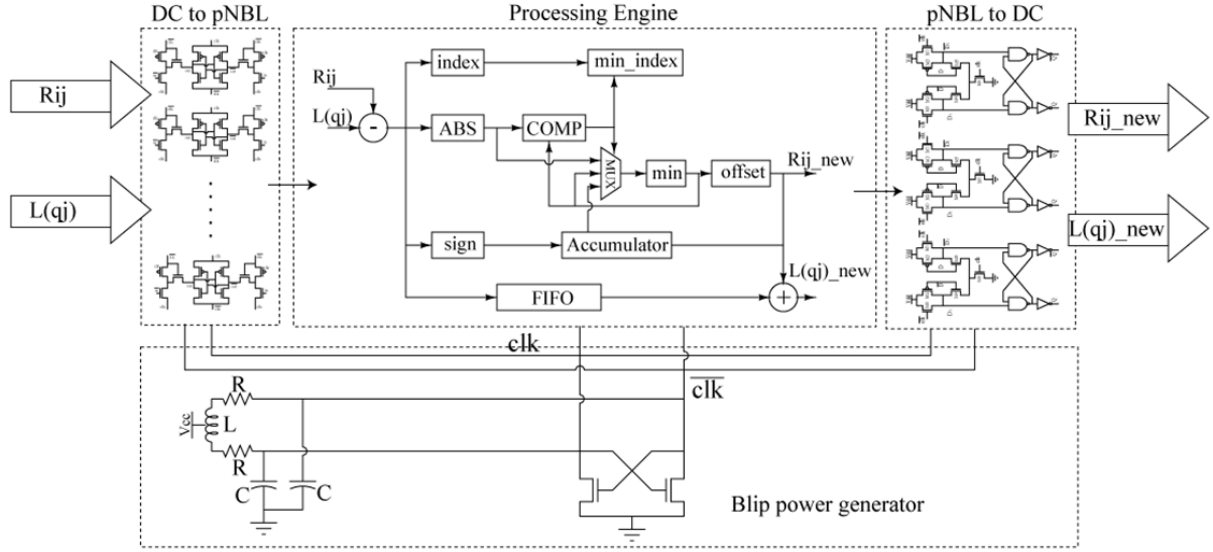 DC to pNBL
Processing Engine
pNBL to DC
Rij
L(qj)
Rij
L(qj)
-
index
min_index
ABS
COMP
MUX
min
offset
Rij_new
sign
Accumulator
L(qj)_new
FIFO
+
Rij_new
L(qj)_new
clk
clk
R
Vcc
L
R
C
C
Blip power generator